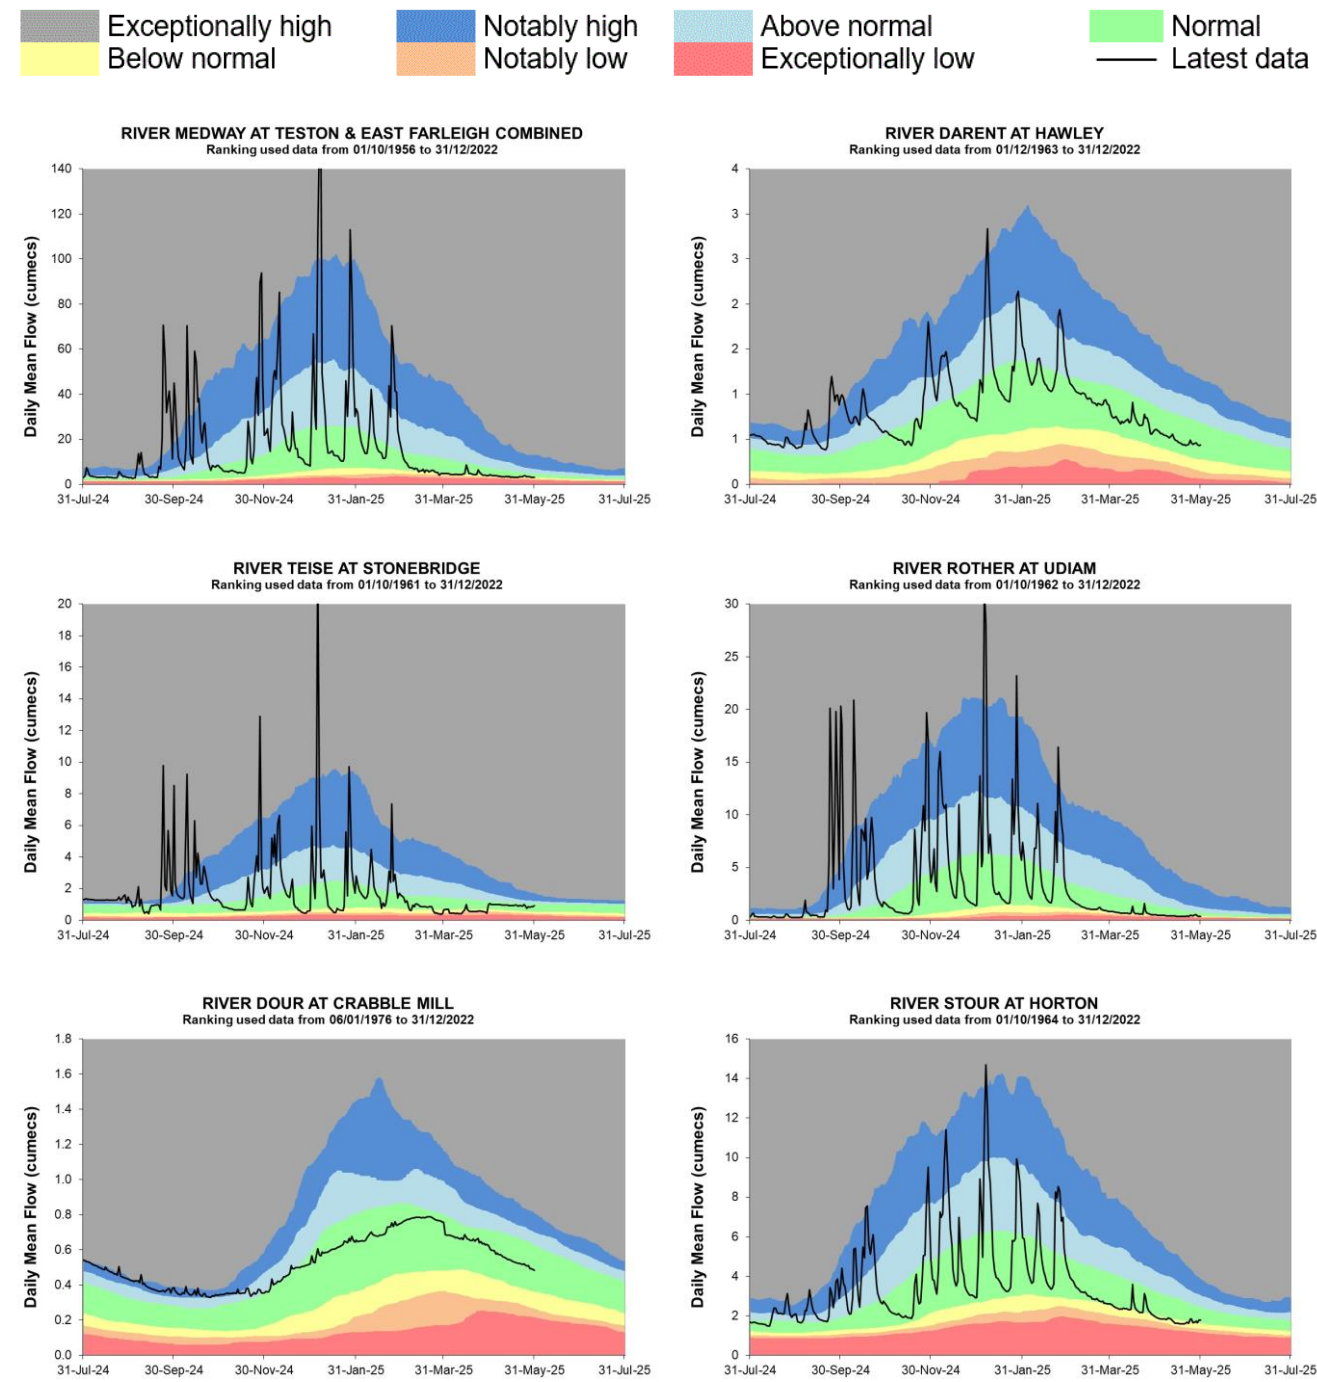 Exceptionally high Notably high Above normal Normal
Below normal Notably low Exceptionally low Latest data
RIVER MEDWAY AT TESTON & EAST FARLEIGH COMBINED
Ranking used data from 01/10/1956 to 31/12/2022
Daily Mean Flow (cumecs)
140
120
100
80
60
40
20
0
31-Jul-24 30-Sep-24 30-Nov-24 31-Jan-25 31-Mar-25 31-May-25 31-Jul-25
RIVER DARENT AT HAWLEY
Ranking used data from 01/12/1963 to 31/12/2022
Daily Mean Flow (cumecs)
4
3
3
2
2
1
1
0
31-Jul-24 30-Sep-24 30-Nov-24 31-Jan-25 31-Mar-25 31-May-25 31-Jul-25
RIVER TEISE AT STONEBRIDGE
Ranking used data from 01/10/1961 to 31/12/2022
Daily Mean Flow (cumecs)
20
18
16
14
12
10
8
6
4
2
0
31-Jul-24 30-Sep-24 30-Nov-24 31-Jan-25 31-Mar-25 31-May-25 31-Jul-25
RIVER ROTHER AT UDIAM
Ranking used data from 01/10/1962 to 31/12/2022
Daily Mean Flow (cumecs)
30
25
20
15
10
5
0
31-Jul-24 30-Sep-24 30-Nov-24 31-Jan-25 31-Mar-25 31-May-25 31-Jul-25
RIVER DOUR AT CRABBLE MILL
Ranking used data from 06/01/1976 to 31/12/2022
Daily Mean Flow (cumecs)
1.8
1.6
1.4
1.2
1.0
0.8
0.6
0.4
0.2
0.0
31-Jul-24 30-Sep-24 30-Nov-24 31-Jan-25 31-Mar-25 31-May-25 31-Jul-25
RIVER STOUR AT HORTON
Ranking used data from 01/10/1964 to 31/12/2022
Daily Mean Flow (cumecs)
16
14
12
10
8
6
4
2
0
31-Jul-24 30-Sep-24 30-Nov-24 31-Jan-25 31-Mar-25 31-May-25 31-Jul-25